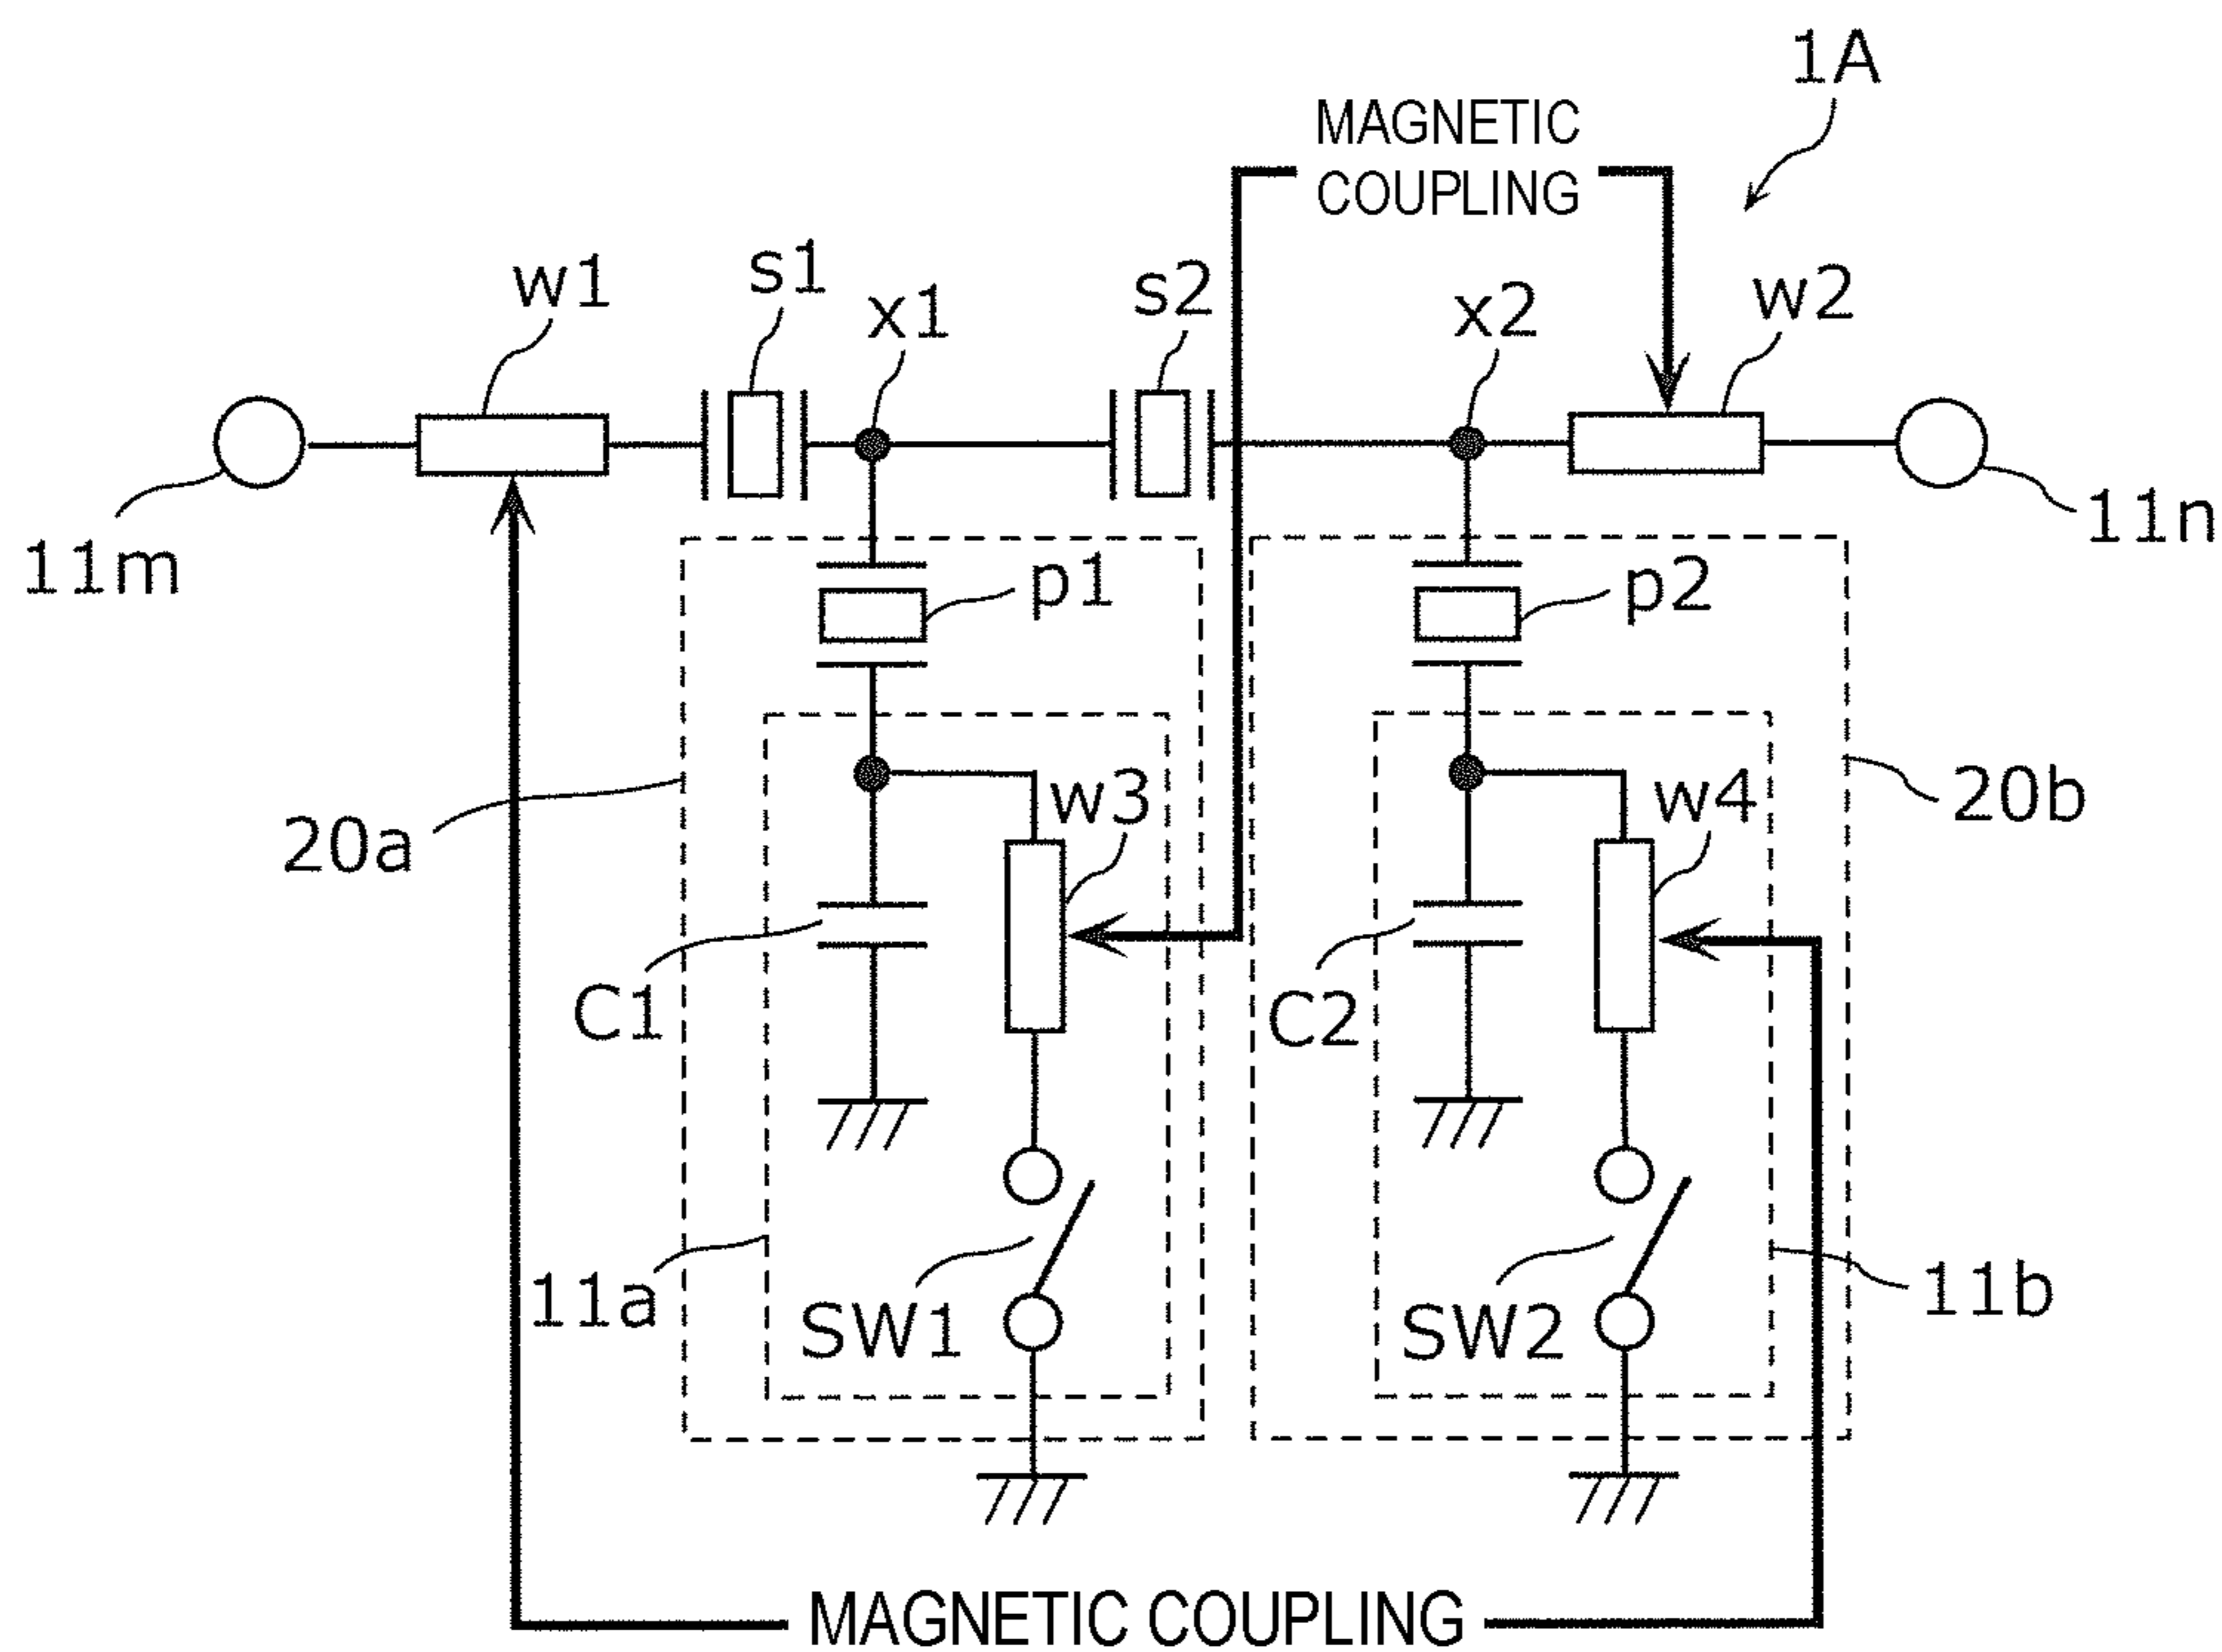 1A
MAGNETIC
COUPLING
w1
s1
x1
s2
x2
w2
11m
11n
p1
p2
w3
w4
20a
20b
C1
C2
11a
SW1
SW2
11b
MAGNETIC COUPLING